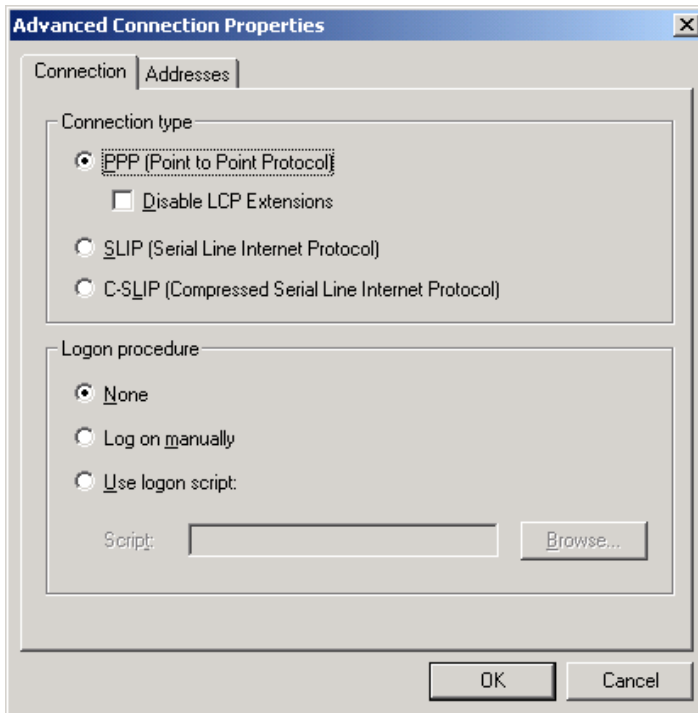 Advanced Connection Properties
Connection Addresses
Connection type
PPP (Point to Point Protocol)
Disable LCP Extensions
SLIP (Serial Line Internet Protocol)
C-SLIP (Compressed Serial Line Internet Protocol)
Logon procedure
None
Log on manually
Use logon script:
Script: Browse...
OK Cancel